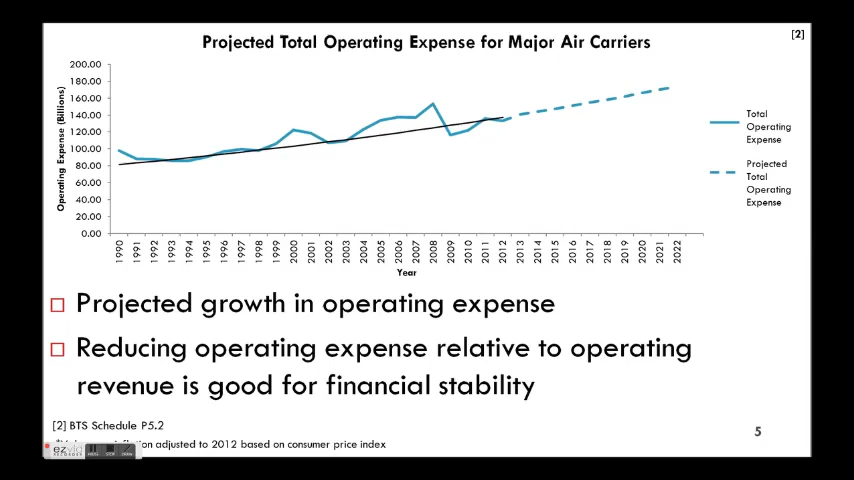 [2]
Projected Total Operating Expense for Major Air Carriers
200.00
180.00
160.00
140.00
120.00
100.00
80.00
60.00
40.00
20.00
0.00
Operating Expense (Billions)
1990 1991 1992 1993 1994 1995 1996 1997 1998 1999 2000 2001 2002 2003 2004 2005 2006 2007 2008 2009 2010 2011 2012 2013 2014 2015 2016 2017 2018 2019 2020 2021 2022
Year
Total
Operating
Expense
Projected
Total
Operating
Expense
Projected growth in operating expense
Reducing operating expense relative to operating
revenue is good for financial stability
[2] BTS Schedule P5.2
adjusted to 2012 based on consumer price index
5
ezvid
RECORDER
PAUSE STOP DRAW